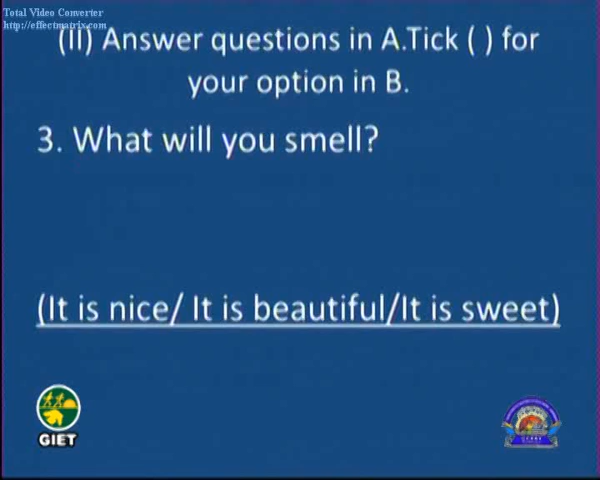 Total Video Converter
http://effectmatrix.com
(II) Answer questions in A.Tick ( ) for
your option in B.
3. What will you smell?
(It is nice/ It is beautiful/It is sweet)
GIET